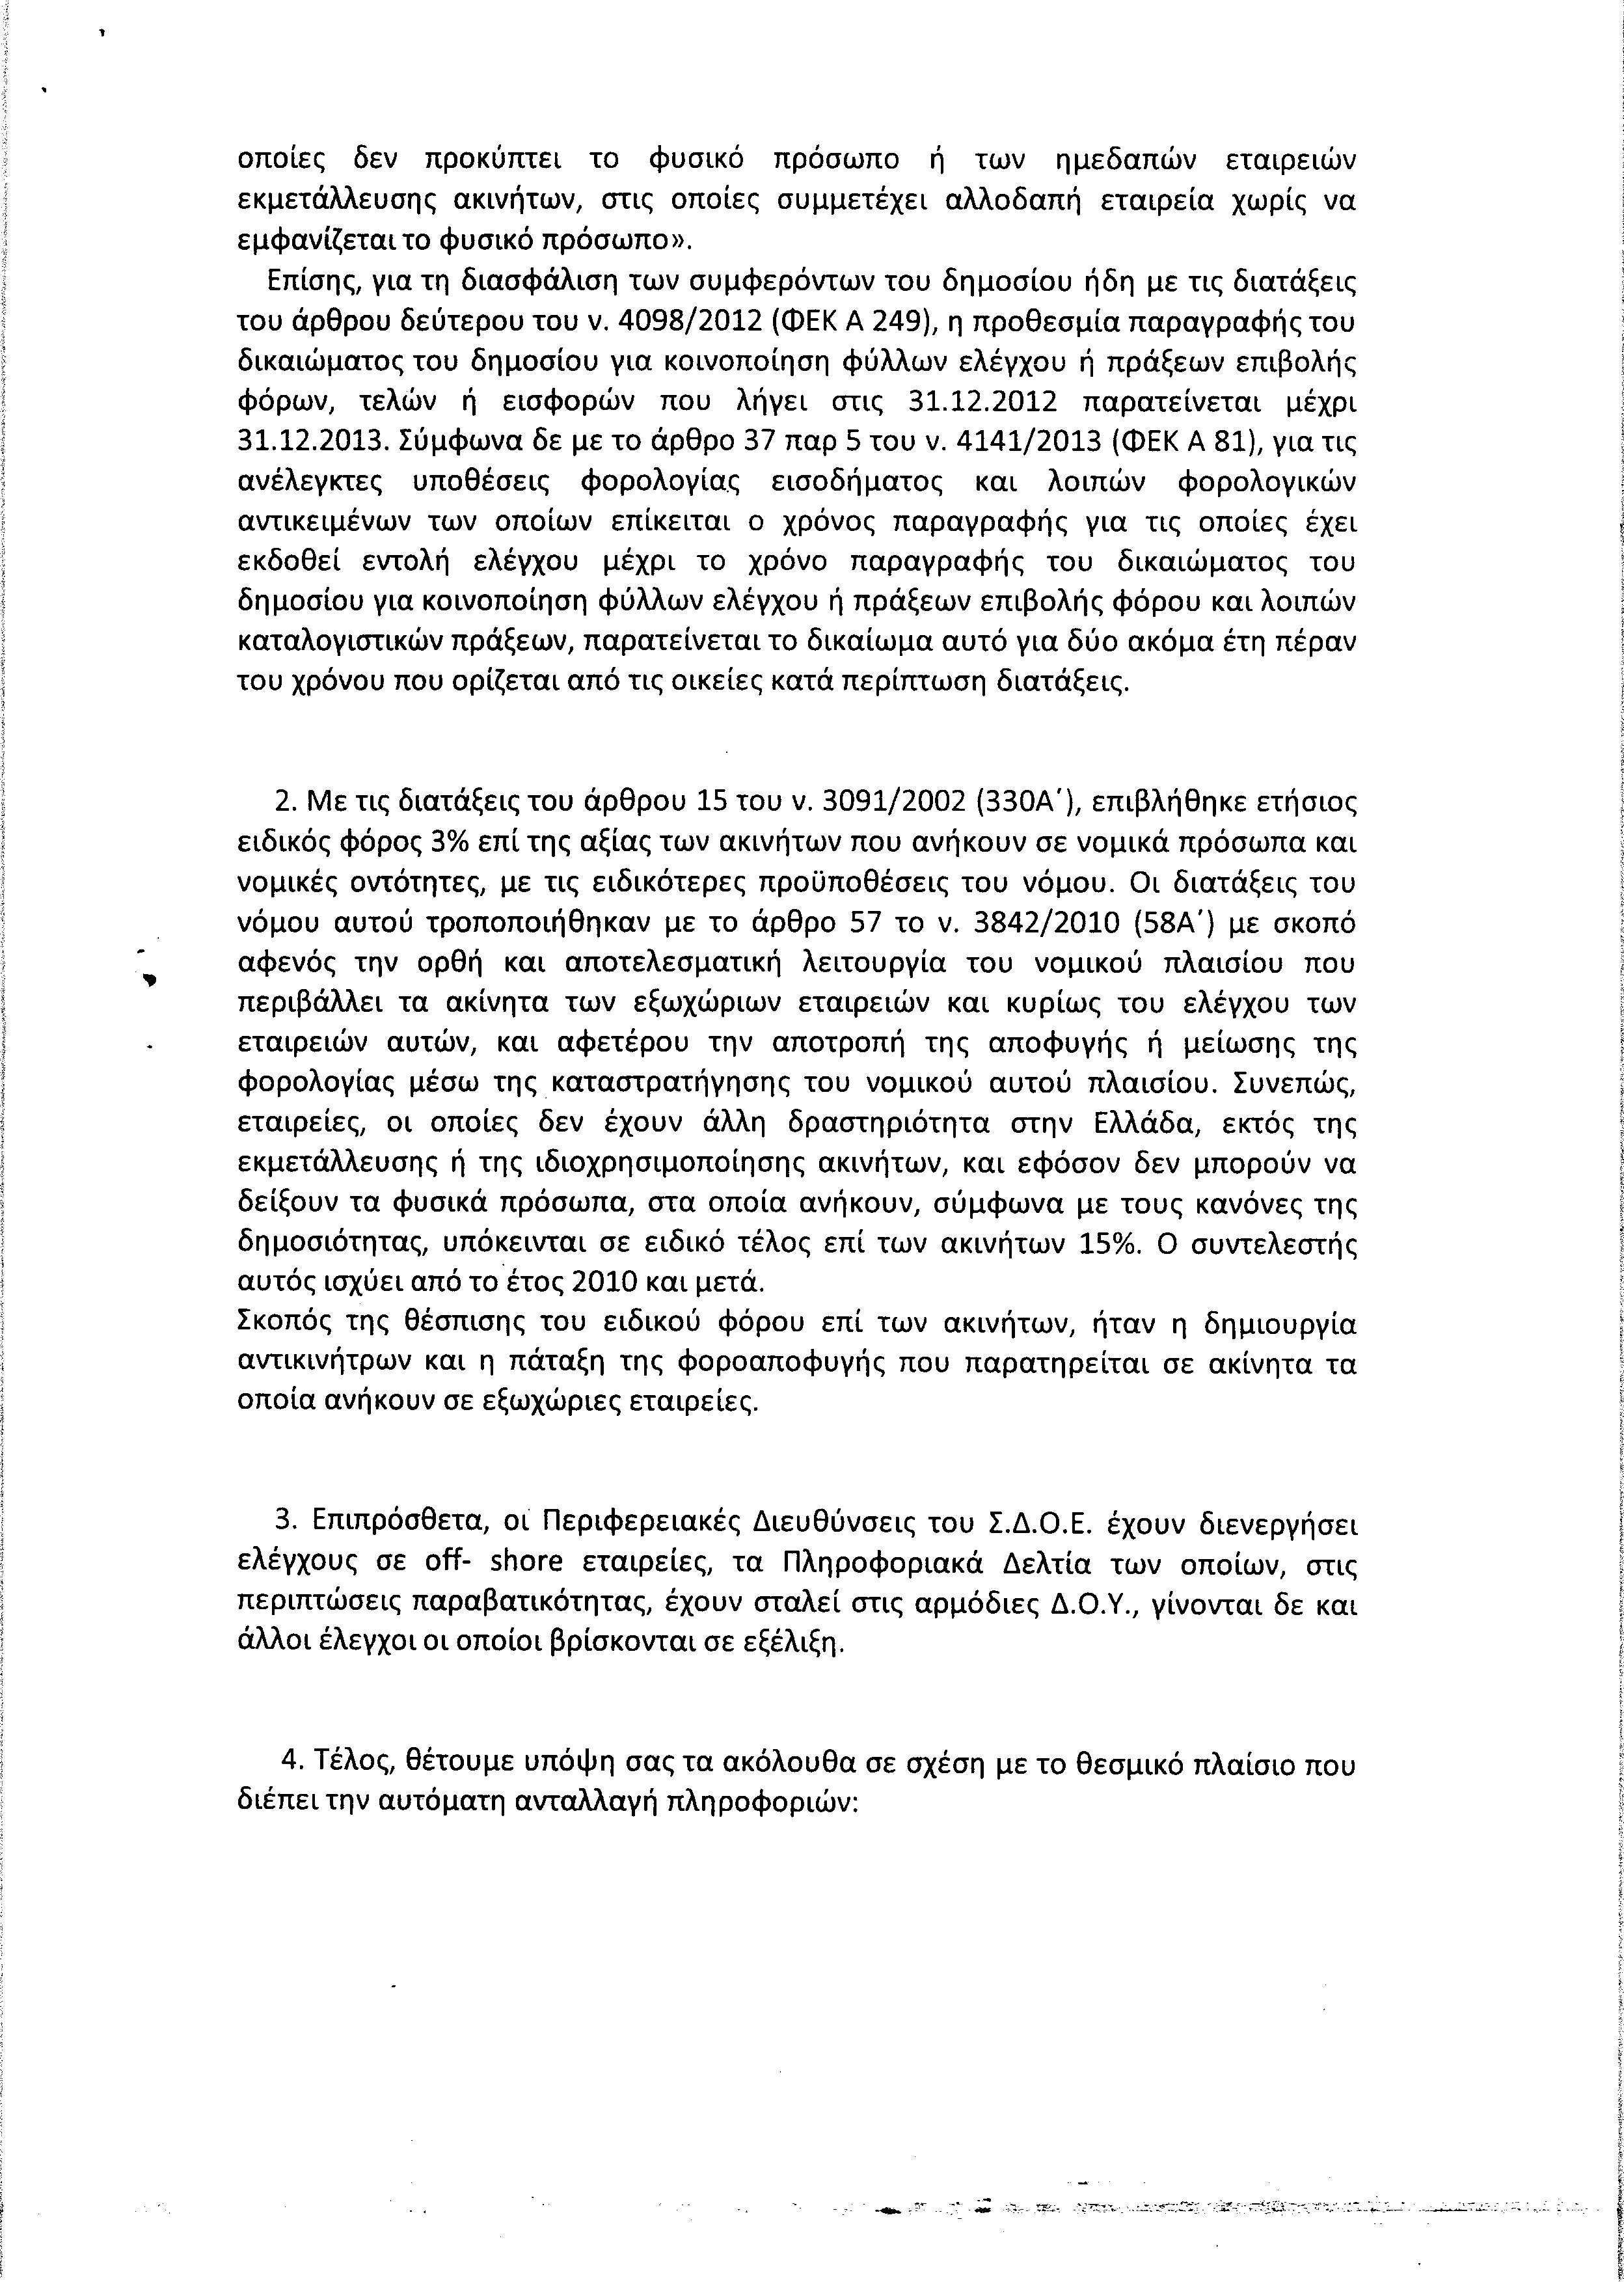 οποίες δεν προκύπτει το φυσικό πρόσωπο ή των ημεδαπών εταιρειών
εκμετάλλευσης ακινήτων, στις οποίες συμμετέχει αλλοδαπή εταιρεία χωρίς να
εμφανίζεται το φυσικό πρόσωπο».
Επίσης, για τη διασφάλιση των συμφερόντων του δημοσίου ήδη με τις διατάξεις
του άρθρου δεύτερου του ν. 4098/2012 (ΦΕΚ Α 249), η προθεσμία παραγραφής του
δικαιώματος του δημοσίου για κοινοποίηση φύλλων ελέγχου ή πράξεων επιβολής
φόρων, τελών ή εισφορών που λήγει στις 31.12.2012 παρατείνεται μέχρι
31.12.2013. Σύμφωνα δε με το άρθρο 37 παρ 5 του ν. 4141/2013 (ΦΕΚ Α 81), για τις
ανέλεγκτες υποθέσεις φορολογίας εισοδήματος και λοιπών φορολογικών
αντικειμένων των οποίων επίκειται ο χρόνος παραγραφής για τις οποίες έχει
εκδοθεί εντολή ελέγχου μέχρι το χρόνο παραγραφής του δικαιώματος του
δημοσίου για κοινοποίηση φύλλων ελέγχου ή πράξεων επιβολής φόρου και λοιπών
καταλογιστικών πράξεων, παρατείνεται το δικαίωμα αυτό για δύο ακόμα έτη πέραν
του χρόνου που ορίζεται από τις οικείες κατά περίπτωση διατάξεις.
2. Με τις διατάξεις του άρθρου 15 του ν. 3091/2002 (330Α'), επιβλήθηκε ετήσιος
ειδικός φόρος 3% επί της αξίας των ακινήτων που ανήκουν σε νομικά πρόσωπα και
νομικές οντότητες, με τις ειδικότερες προϋποθέσεις του νόμου. Οι διατάξεις του
νόμου αυτού τροποποιήθηκαν με το άρθρο 57 το ν. 3842/2010 (58Α') με σκοπό
αφενός την ορθή και αποτελεσματική λειτουργία του νομικού πλαισίου που
περιβάλλει τα ακίνητα των εξωχώριων εταιρειών και κυρίως του ελέγχου των
εταιρειών αυτών, και αφετέρου την αποτροπή της αποφυγής ή μείωσης της
φορολογίας μέσω της καταστρατήγησης του νομικού αυτού πλαισίου. Συνεπώς,
εταιρείες, οι οποίες δεν έχουν άλλη δραστηριότητα στην Ελλάδα, εκτός της
εκμετάλλευσης ή της ιδιοχρησιμοποίησης ακινήτων, και εφόσον δεν μπορούν να
δείξουν τα φυσικά πρόσωπα, στα οποία ανήκουν, σύμφωνα με τους κανόνες της
δημοσιότητας, υπόκεινται σε ειδικό τέλος επί των ακινήτων 15%. Ο συντελεστής
αυτός ισχύει από το έτος 2010 και μετά.
Σκοπός της θέσπισης του ειδικού φόρου επί των ακινήτων, ήταν η δημιουργία
αντικινήτρων και η πάταξη της φοροαποφυγής που παρατηρείται σε ακίνητα τα
οποία ανήκουν σε εξωχώριες εταιρείες.
3. Επιπρόσθετα, οι Περιφερειακές Διευθύνσεις του Σ.Δ.Ο.Ε. έχουν διενεργήσει
ελέγχους σε off- shore εταιρείες, τα Πληροφοριακά Δελτία των οποίων, στις
περιπτώσεις παραβατικότητας, έχουν σταλεί στις αρμόδιες Δ.Ο.Υ., γίνονται δε και
άλλοι έλεγχοι οι οποίοι βρίσκονται σε εξέλιξη.
4. Τέλος, θέτουμε υπόψη σας τα ακόλουθα σε σχέση με το θεσμικό πλαίσιο που
διέπει την αυτόματη ανταλλαγή πληροφοριών: